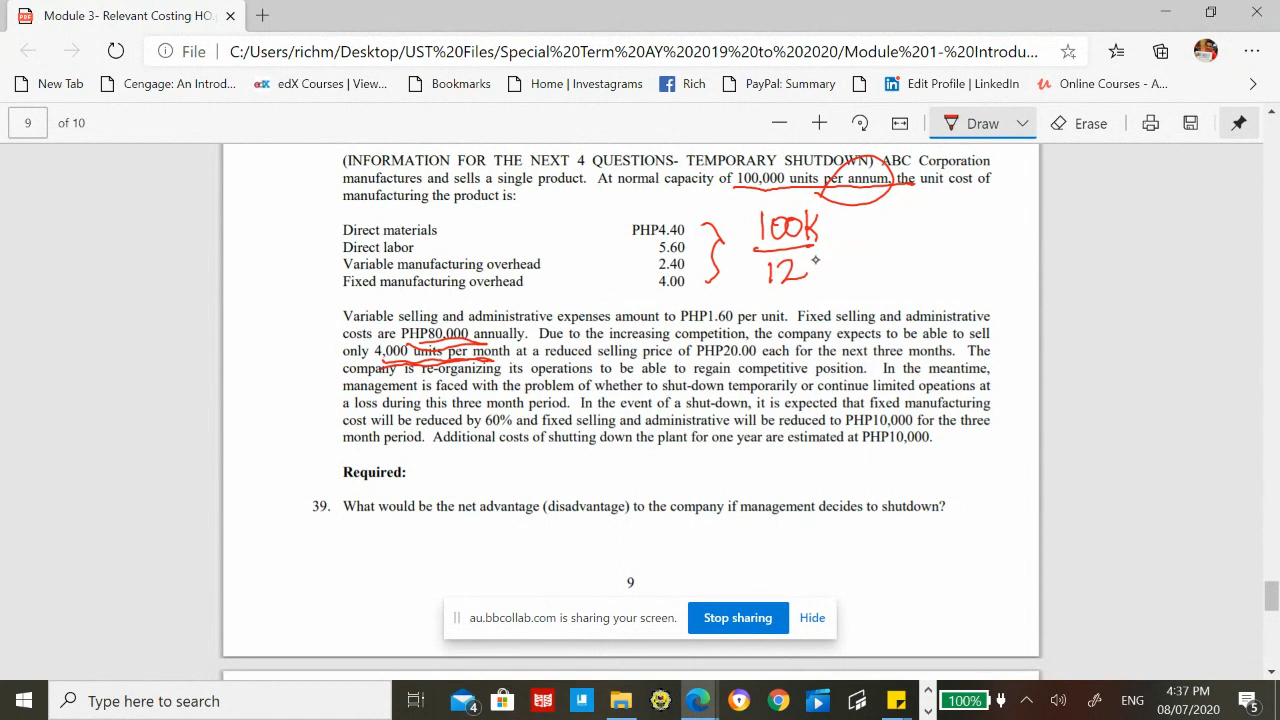 Module 3- Relevant Costing HO.
File
C:/Users/richm/Desktop/UST%20Files/Special%20Term%20AY%202019%20to%202020/Module%201-%20Introdu...
New Tab
Cengage: An Introd...
edX
edX Courses | View...
Bookmarks
Home | Investagrams
Rich
PayPal: Summary
Edit Profile | LinkedIn
Online Courses - A...
9 of 10
Draw
Erase
(INFORMATION FOR THE NEXT 4 QUESTIONS- TEMPORARY SHUTDOWN) ABC Corporation
manufactures and sells a single product. At normal capacity of 100,000 units per annum, the unit cost of
manufacturing the product is:
Direct materials PHP4.40
Direct labor 5.60
Variable manufacturing overhead 2.40
Fixed manufacturing overhead 4.00
100K
12
Variable selling and administrative expenses amount to PHP1.60 per unit. Fixed selling and administrative
costs are PHP80,000 annually. Due to the increasing competition, the company expects to be able to sell
only 4,000 units per month at a reduced selling price of PHP20.00 each for the next three months. The
company is re-organizing its operations to be able to regain competitive position. In the meantime,
management is faced with the problem of whether to shut-down temporarily or continue limited opeations at
a loss during this three month period. In the event of a shut-down, it is expected that fixed manufacturing
cost will be reduced by 60% and fixed selling and administrative will be reduced to PHP10,000 for the three
month period. Additional costs of shutting down the plant for one year are estimated at PHP10,000.
Required:
39. What would be the net advantage (disadvantage) to the company if management decides to shutdown?
9
au.bbcollab.com is sharing your screen.
Stop sharing
Hide
Type here to search
4
100%
ENG
4:37 PM
08/07/2020
5